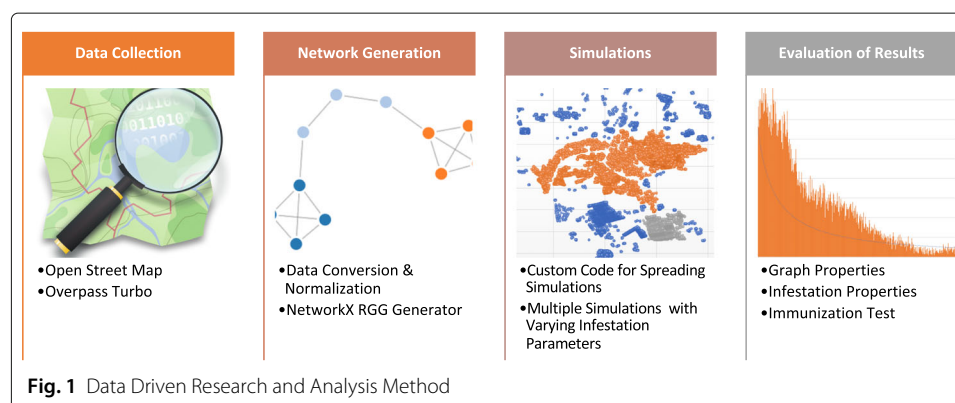 Data Collection
•Open Street Map
•Overpass Turbo
Network Generation
•Data Conversion &
Normalization
•NetworkX RGG Generator
Simulations
•Custom Code for Spreading
Simulations
•Multiple Simulations with
Varying Infestation
Parameters
Evaluation of Results
•Graph Properties
•Infestation Properties
•Immunization Test
Fig. 1 Data Driven Research and Analysis Method